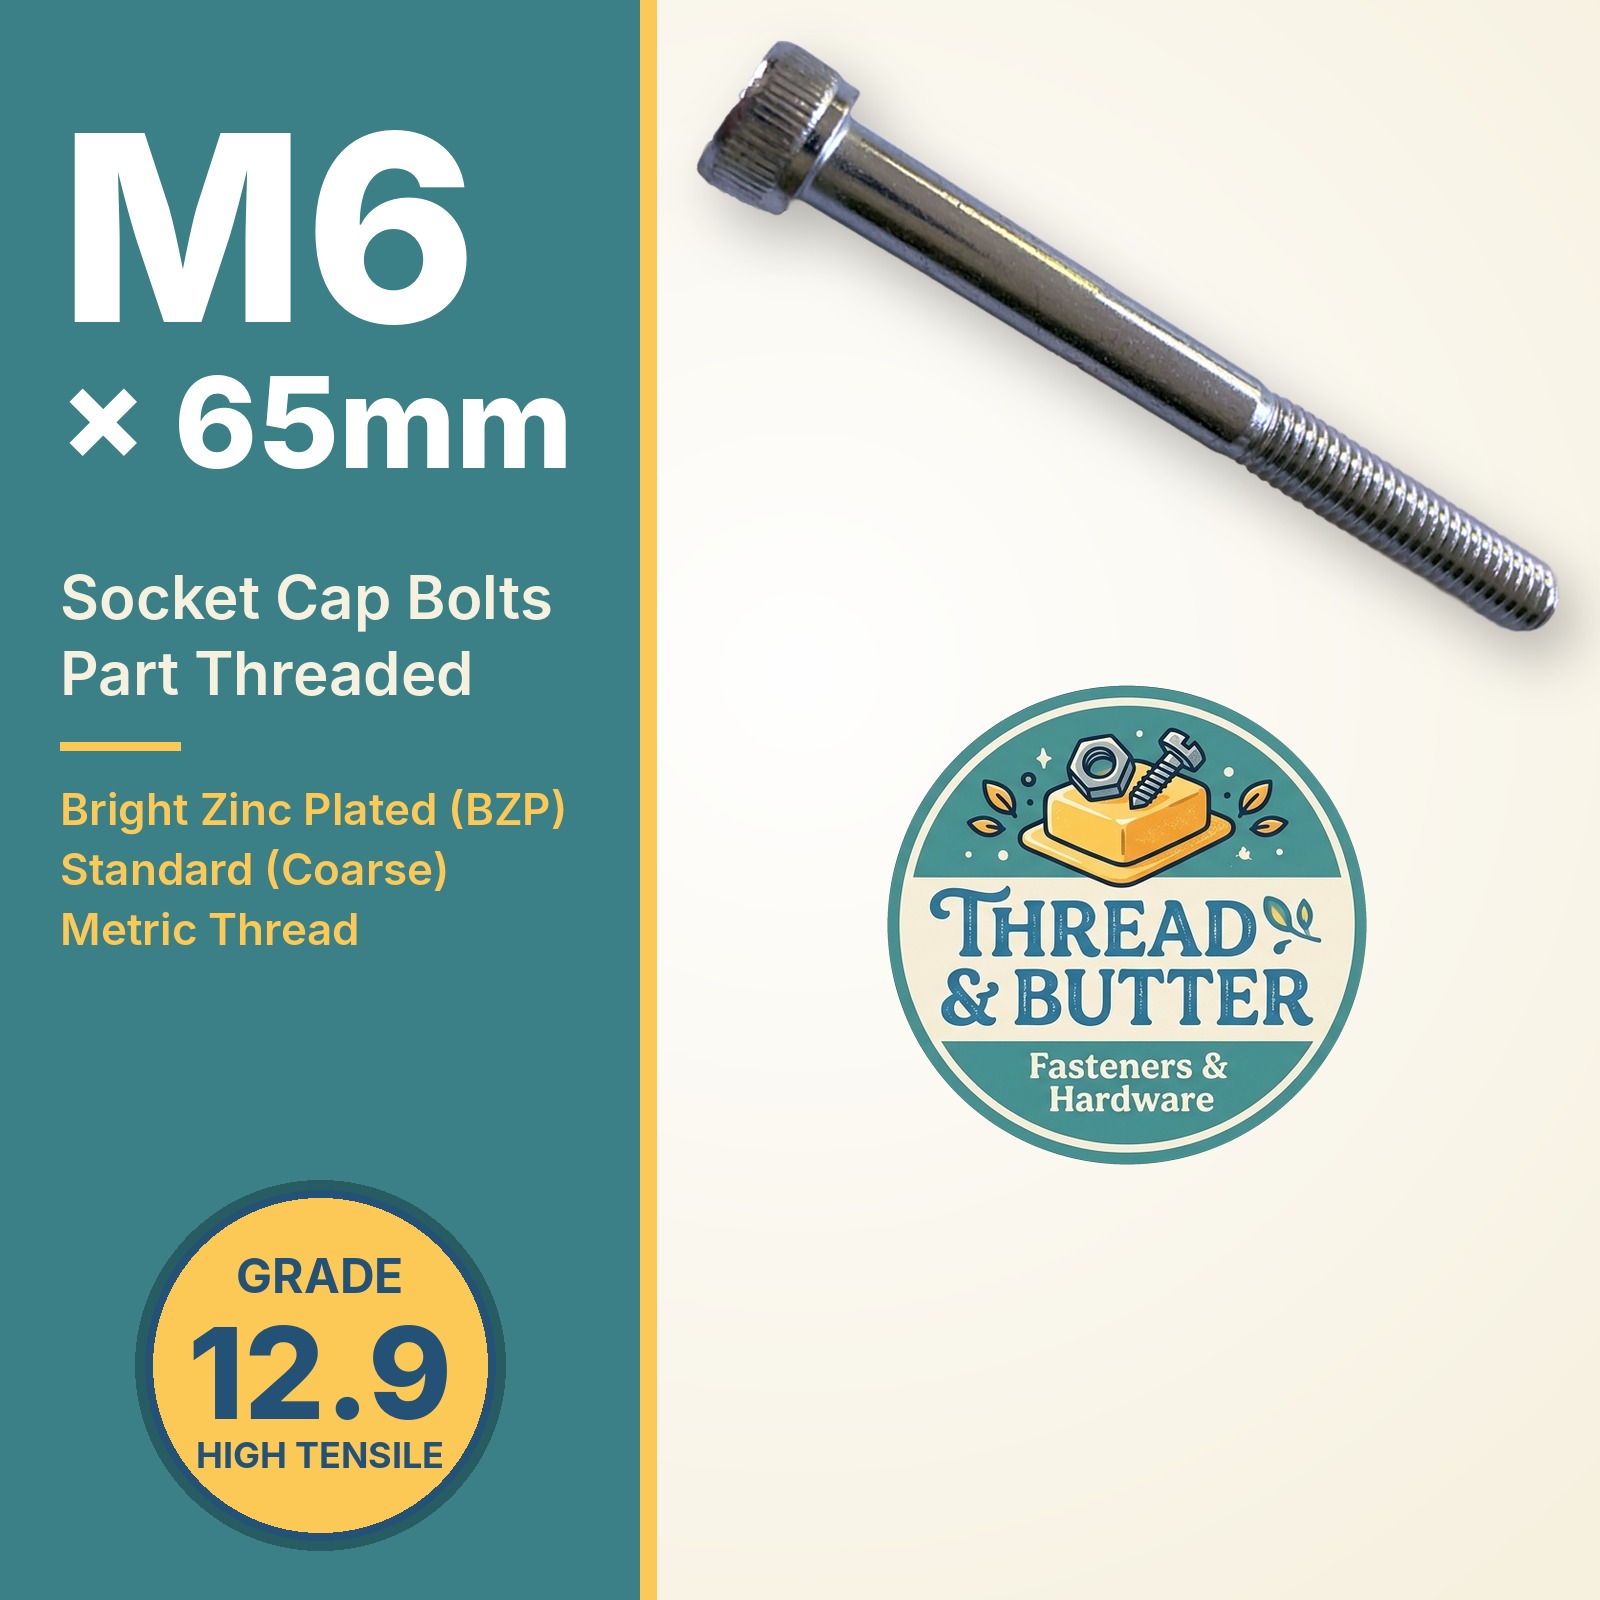 M6
× 65mm
Socket Cap Bolts
Part Threaded
Bright Zinc Plated (BZP)
Standard (Coarse)
Metric Thread
GRADE
12.9
HIGH TENSILE
THREAD
& BUTTER
Fasteners &
Hardware